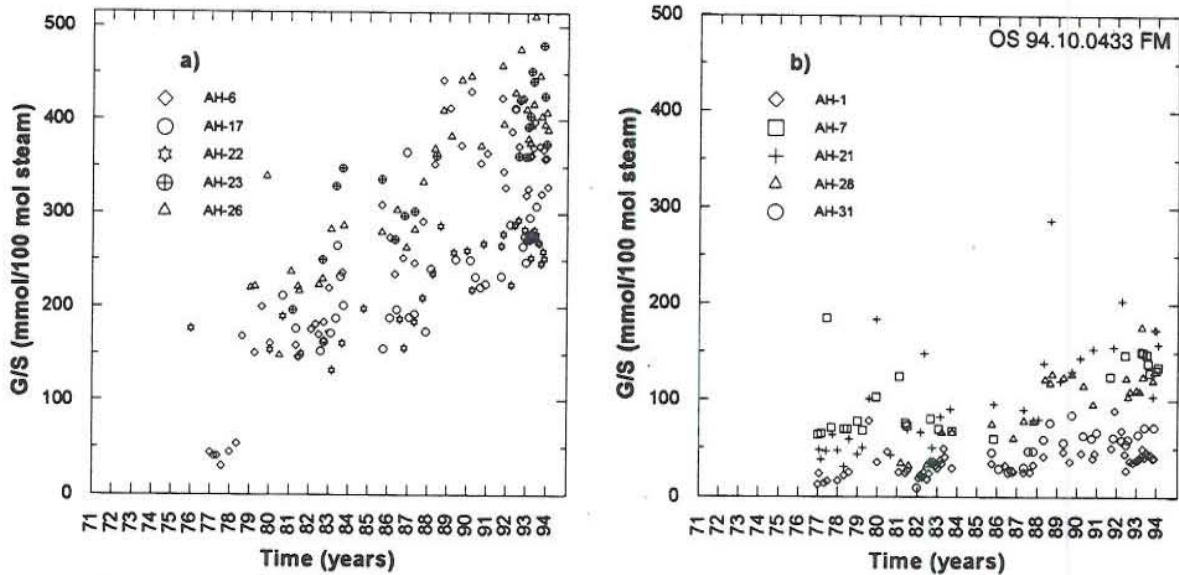 a)
AH-6
AH-17
AH-22
AH-23
AH-26
G/S (mmol/100 mol steam)
500
400
300
200
100
0
71 72 73 74 75 76 77 78 79 80 81 82 83 84 85 86 87 88 89 90 91 92 93 94
Time (years)
OS 94.10.0433 FM
b)
AH-1
AH-7
AH-21
AH-28
AH-31
G/S (mmol/100 mol steam)
500
400
300
200
100
0
71 72 73 74 75 76 77 78 79 80 81 82 83 84 85 86 87 88 89 90 91 92 93 94
Time (years)